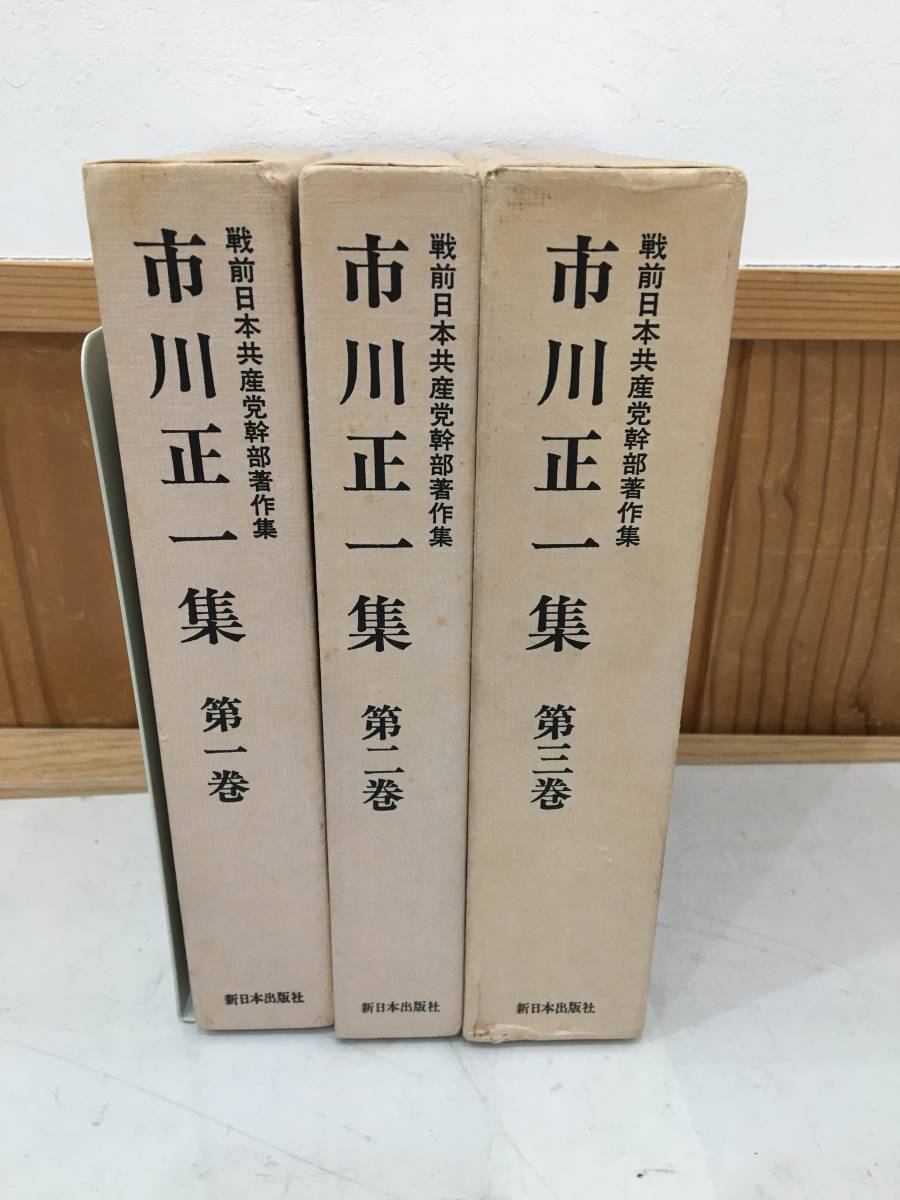 戦前日本共産党幹部著作集
市川正一集
第一巻
新日本出版社
戦前日本共産党幹部著作集
市川正一集
第二巻
新日本出版社
戦前日本共産党幹部著作集
市川正一集
第三巻
新日本出版社